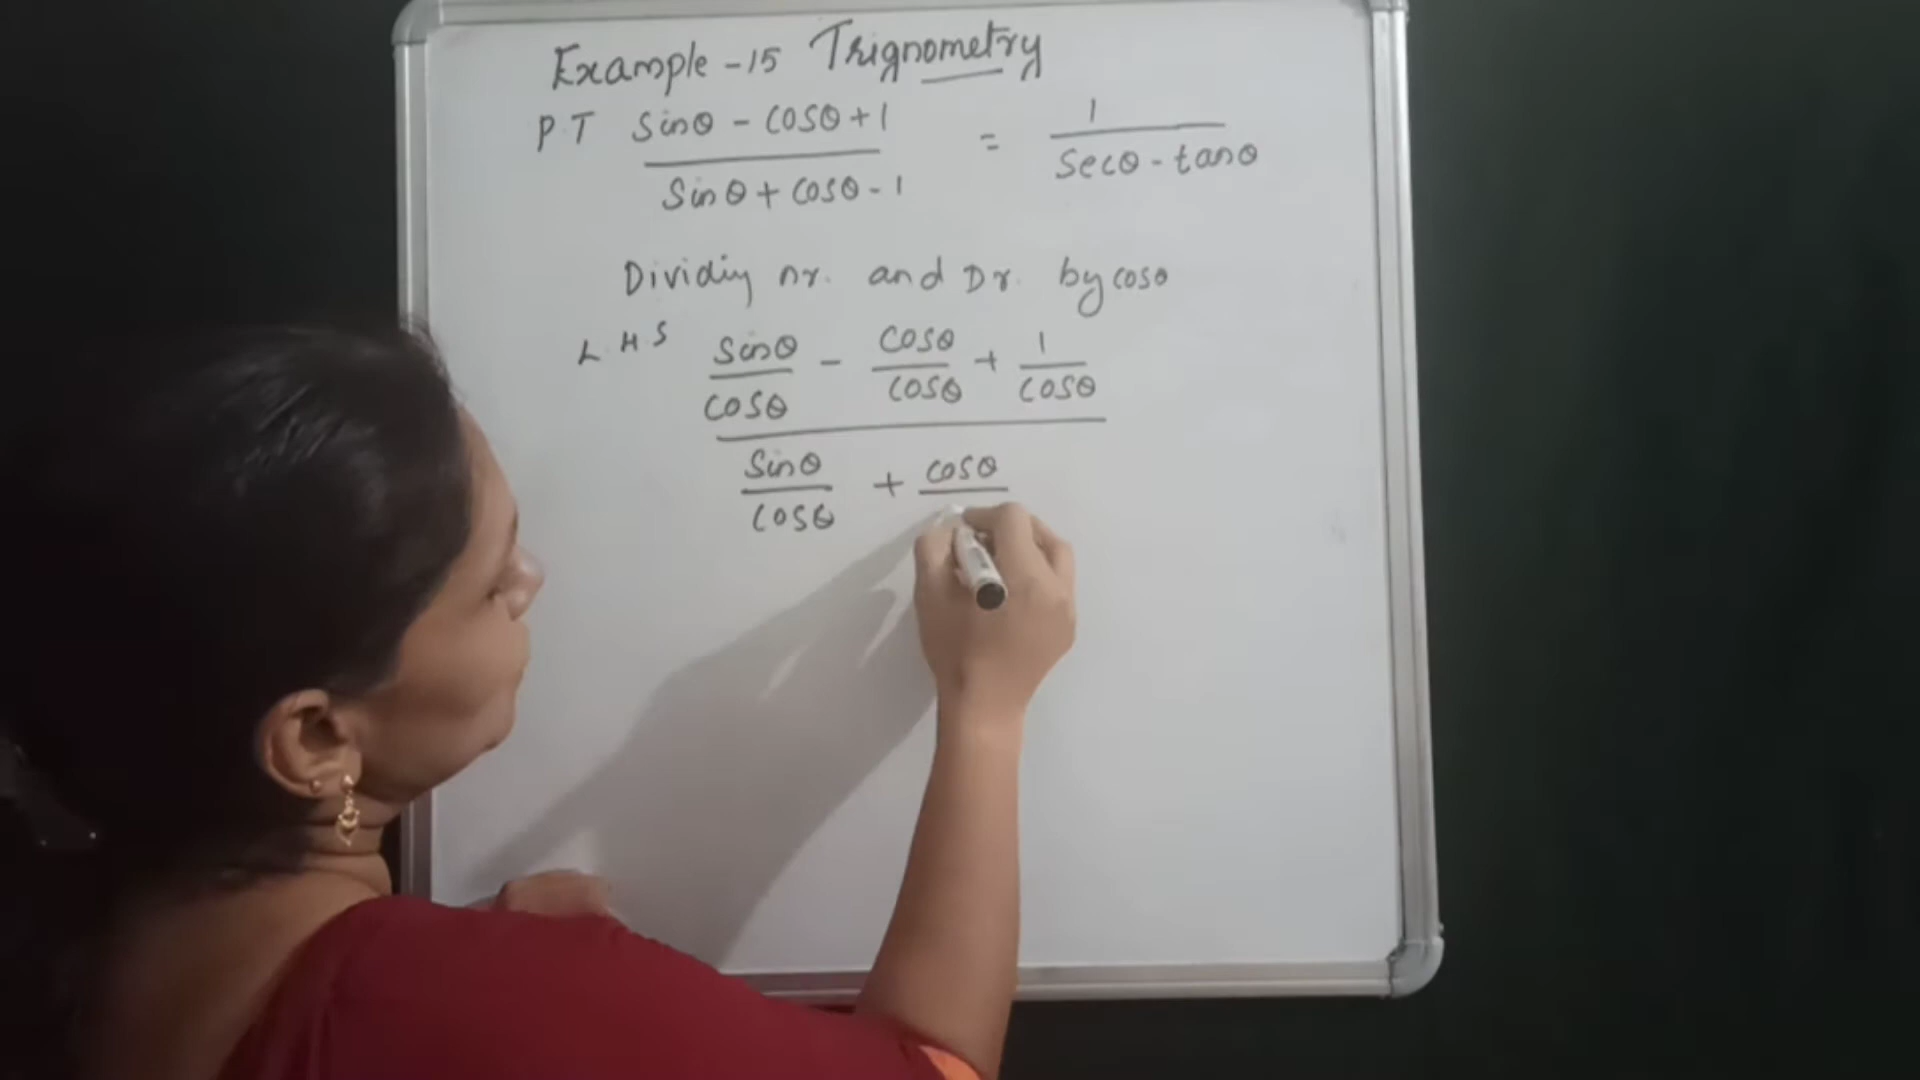 Example - 15 Trignometry
P.T sinθ - cosθ + 1 / sinθ + cosθ - 1 = 1 / secθ - tanθ
Dividiy nr. and Dr. by cosθ
LHS sinθ/cosθ - cosθ/cosθ + 1/cosθ
sinθ/cosθ + cosθ